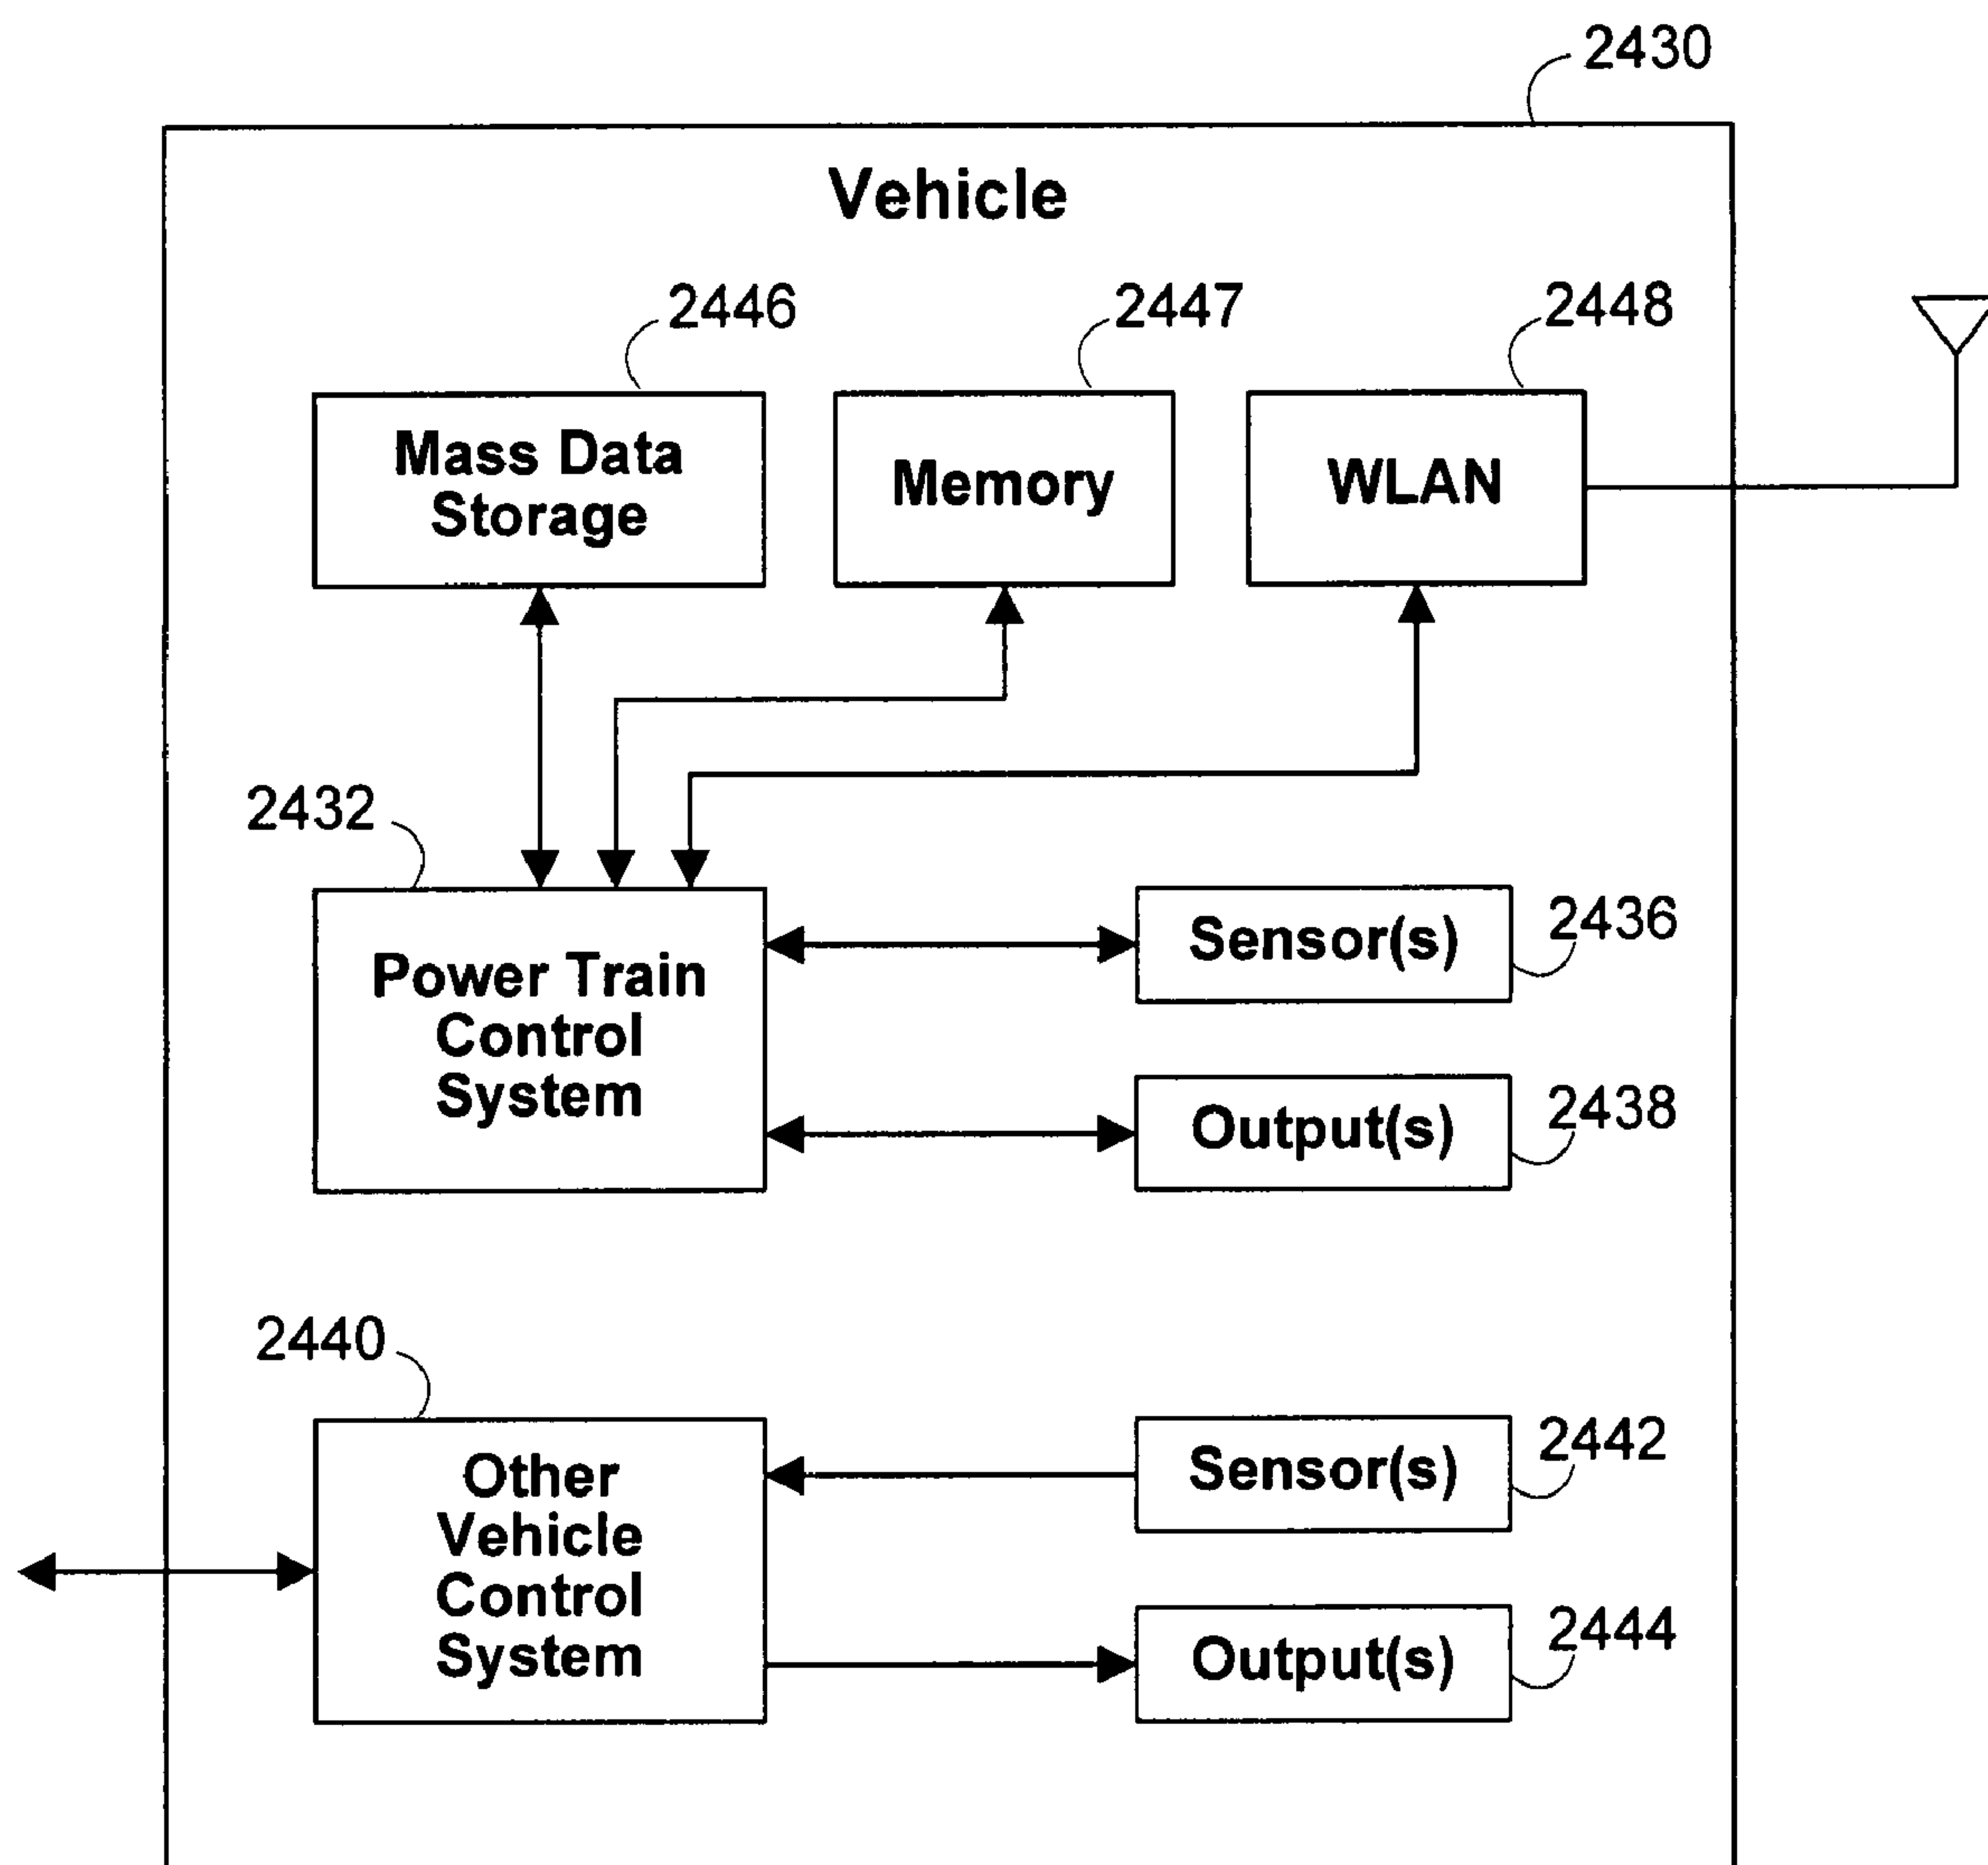 2430
Vehicle
2446
2447
2448
Mass Data
Storage
Memory
WLAN
2432
Power Train
Control
System
Sensor(s)
2436
Output(s)
2438
2440
Other
Vehicle
Control
System
Sensor(s)
2442
Output(s)
2444